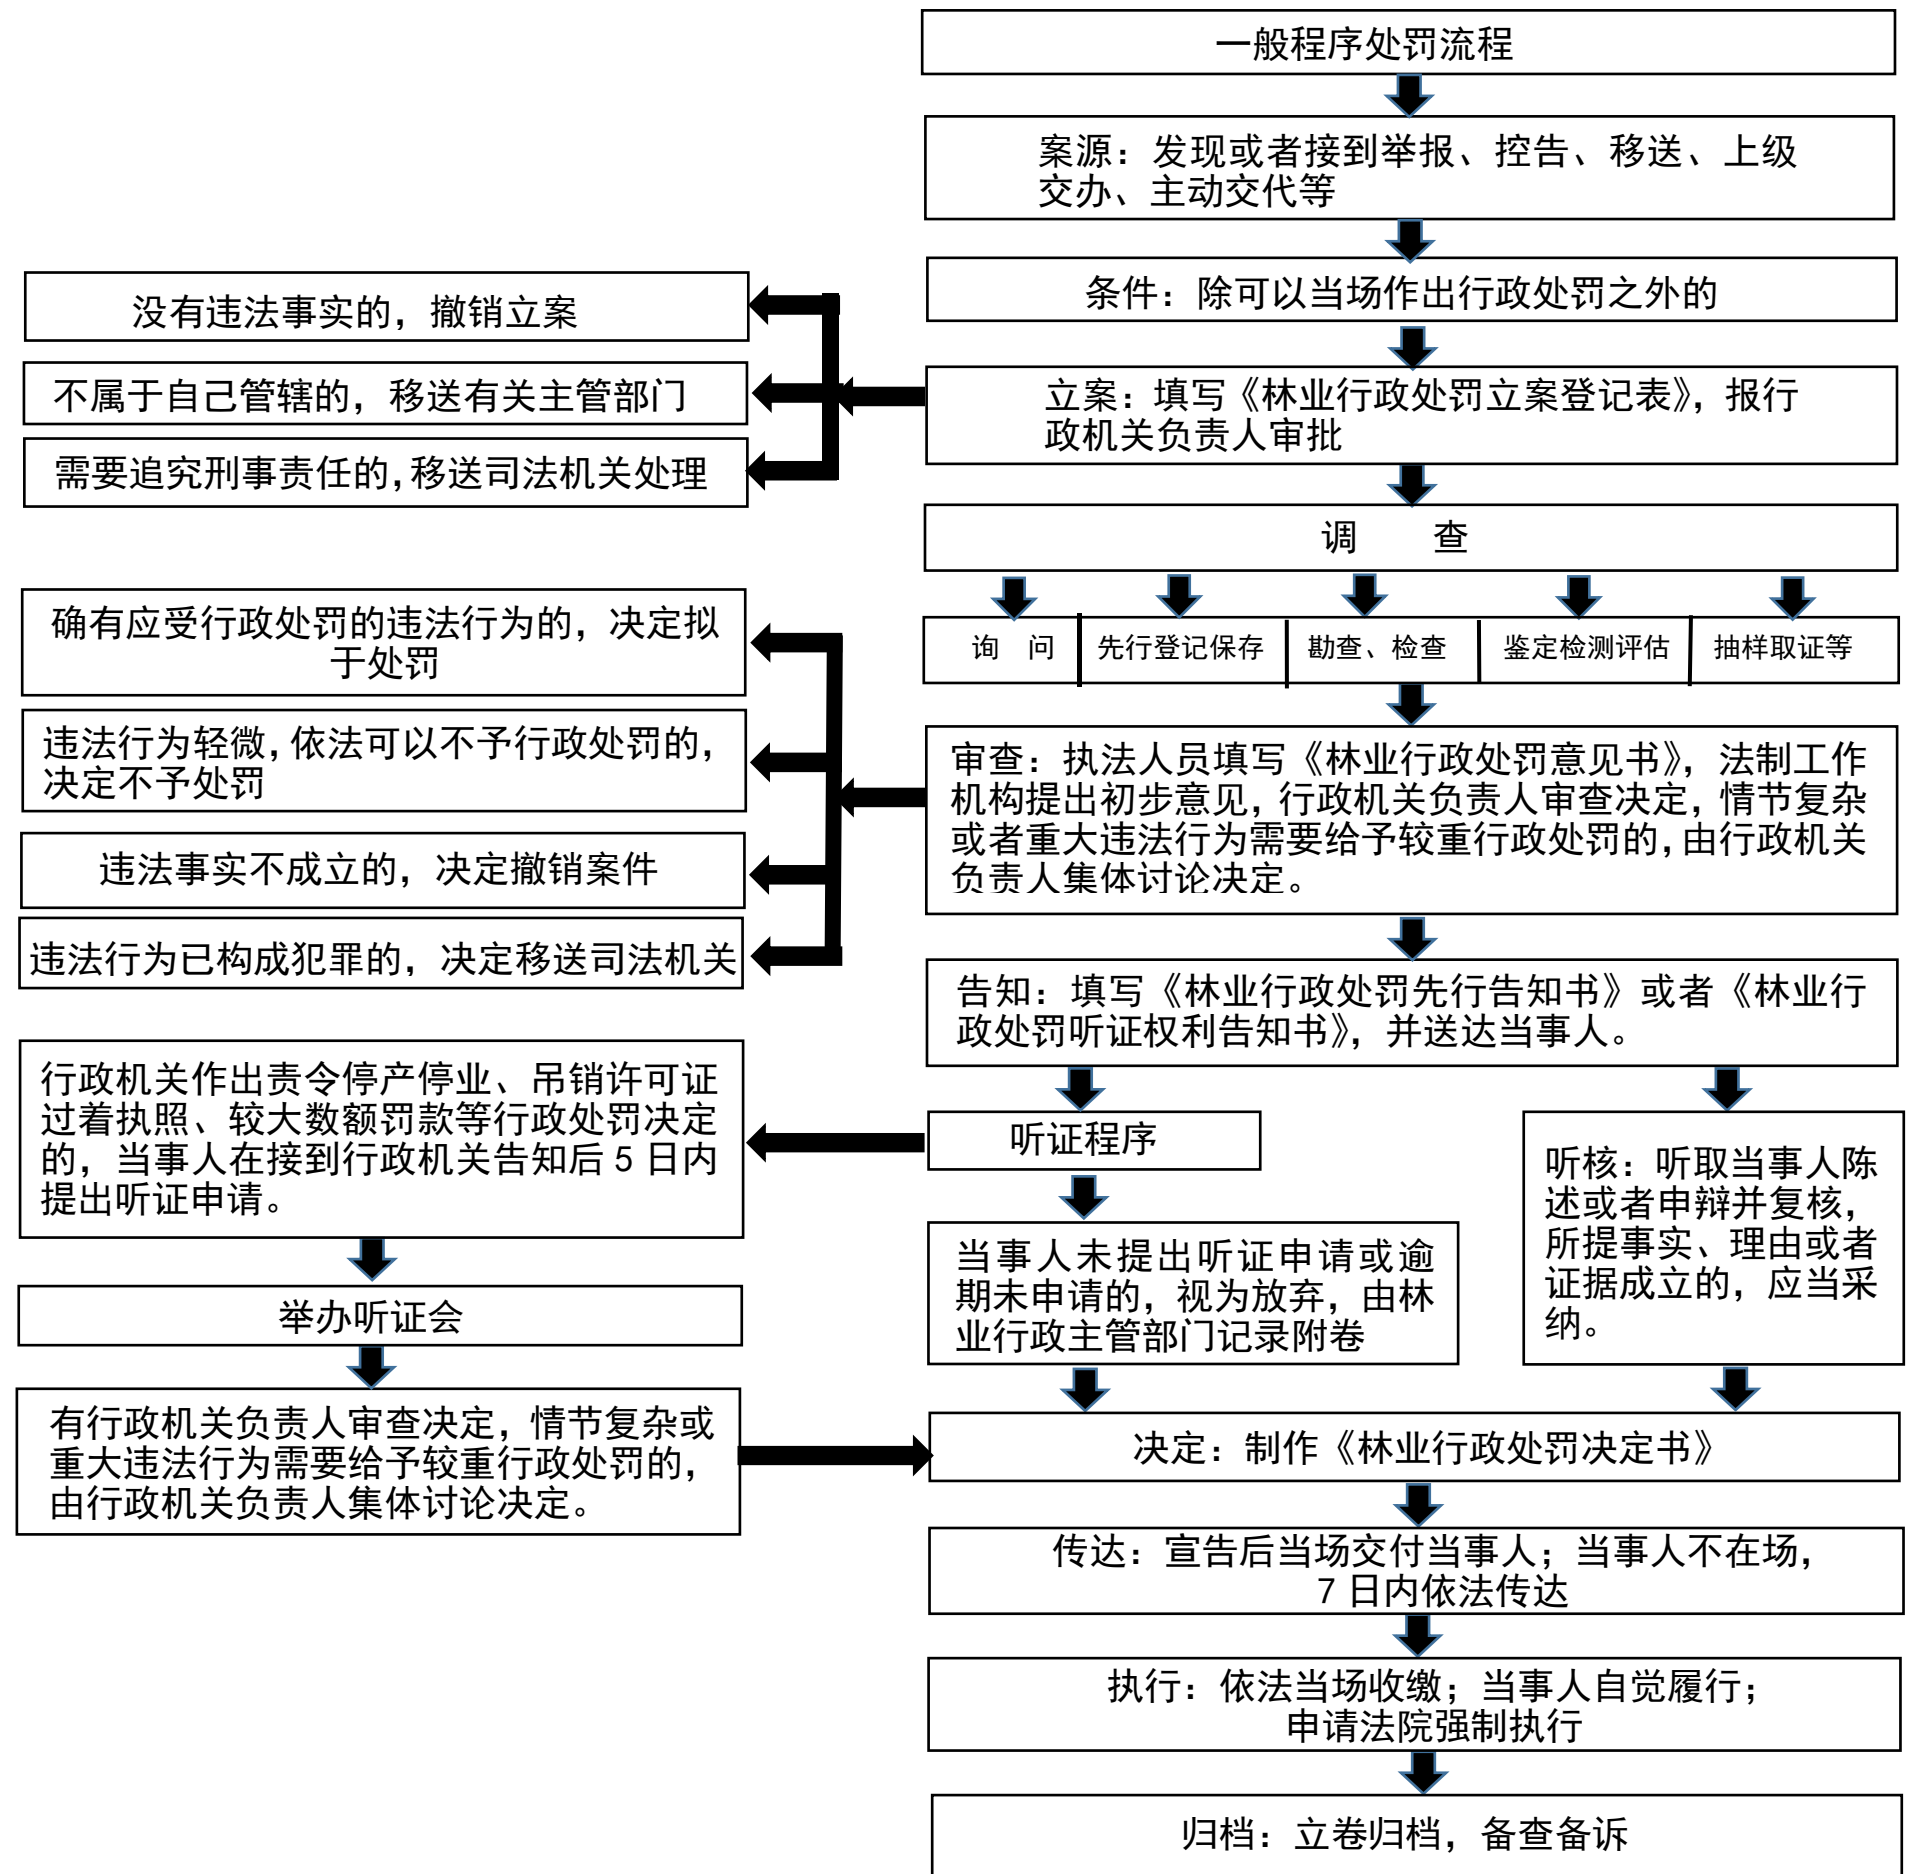 一般程序处罚流程
案源：发现或者接到举报、控告、移送、上级
交办、主动交代等
条件：除可以当场作出行政处罚之外的
立案：填写《林业行政处罚立案登记表》，报行
政机关负责人审批
没有违法事实的，撤销立案
不属于自己管辖的，移送有关主管部门
需要追究刑事责任的，移送司法机关处理
调 查
询 问
先行登记保存
勘查、检查
鉴定检测评估
抽样取证等
审查：执法人员填写《林业行政处罚意见书》，法制工作
机构提出初步意见，行政机关负责人审查决定，情节复杂
或者重大违法行为需要给予较重行政处罚的，由行政机关
负责人集体讨论决定。
确有应受行政处罚的违法行为的，决定拟
于处罚
违法行为轻微，依法可以不予行政处罚的，
决定不予处罚
违法事实不成立的，决定撤销案件
违法行为已构成犯罪的，决定移送司法机关
告知：填写《林业行政处罚先行告知书》或者《林业行
政处罚听证权利告知书》，并送达当事人。
听证程序
行政机关作出责令停产停业、吊销许可证
过着执照、较大数额罚款等行政处罚决定
的，当事人在接到行政机关告知后 5 日内
提出听证申请。
举办听证会
有行政机关负责人审查决定，情节复杂或
重大违法行为需要给予较重行政处罚的，
由行政机关负责人集体讨论决定。
当事人未提出听证申请或逾
期未申请的，视为放弃，由林
业行政主管部门记录附卷
听核：听取当事人陈
述或者申辩并复核，
所提事实、理由或者
证据成立的，应当采
纳。
决定：制作《林业行政处罚决定书》
传达：宣告后当场交付当事人；当事人不在场，
7 日内依法传达
执行：依法当场收缴；当事人自觉履行；
申请法院强制执行
归档：立卷归档，备查备诉